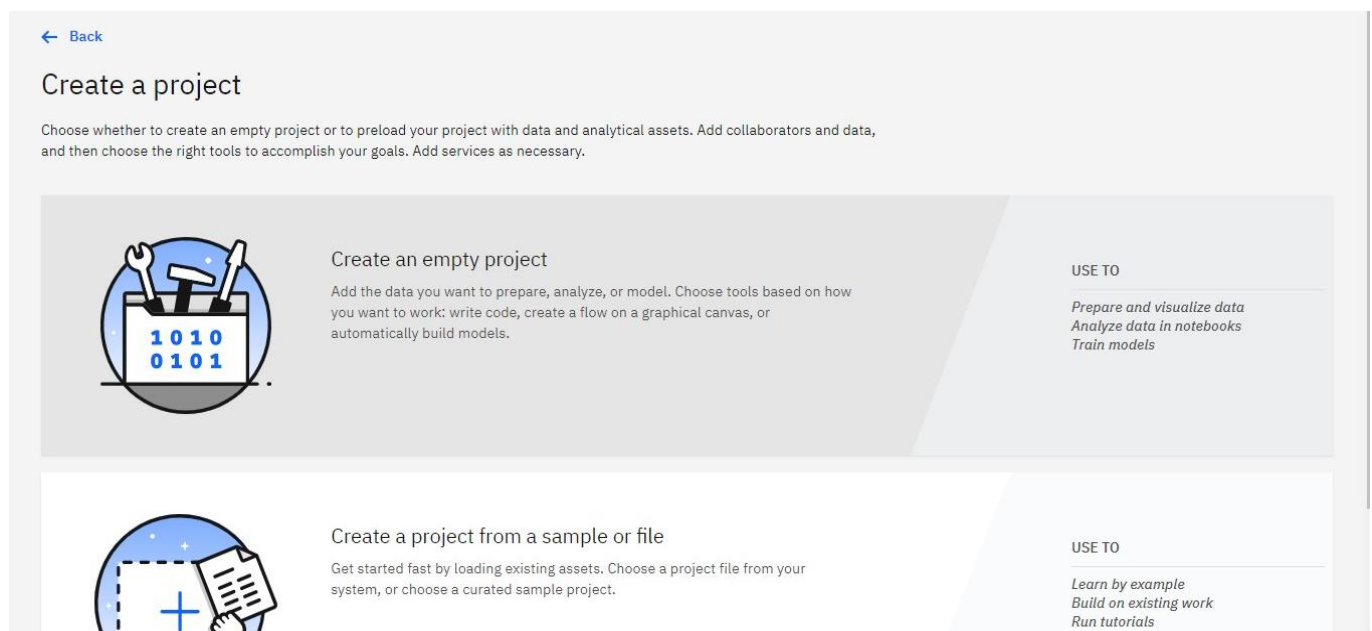 ← Back
Create a project
Choose whether to create an empty project or to preload your project with data and analytical assets. Add collaborators and data,
and then choose the right tools to accomplish your goals. Add services as necessary.
1010
0101
Create an empty project
Add the data you want to prepare, analyze, or model. Choose tools based on how
you want to work: write code, create a flow on a graphical canvas, or
automatically build models.
USE TO
Prepare and visualize data
Analyze data in notebooks
Train models
Create a project from a sample or file
Get started fast by loading existing assets. Choose a project file from your
system, or choose a curated sample project.
USE TO
Learn by example
Build on existing work
Run tutorials